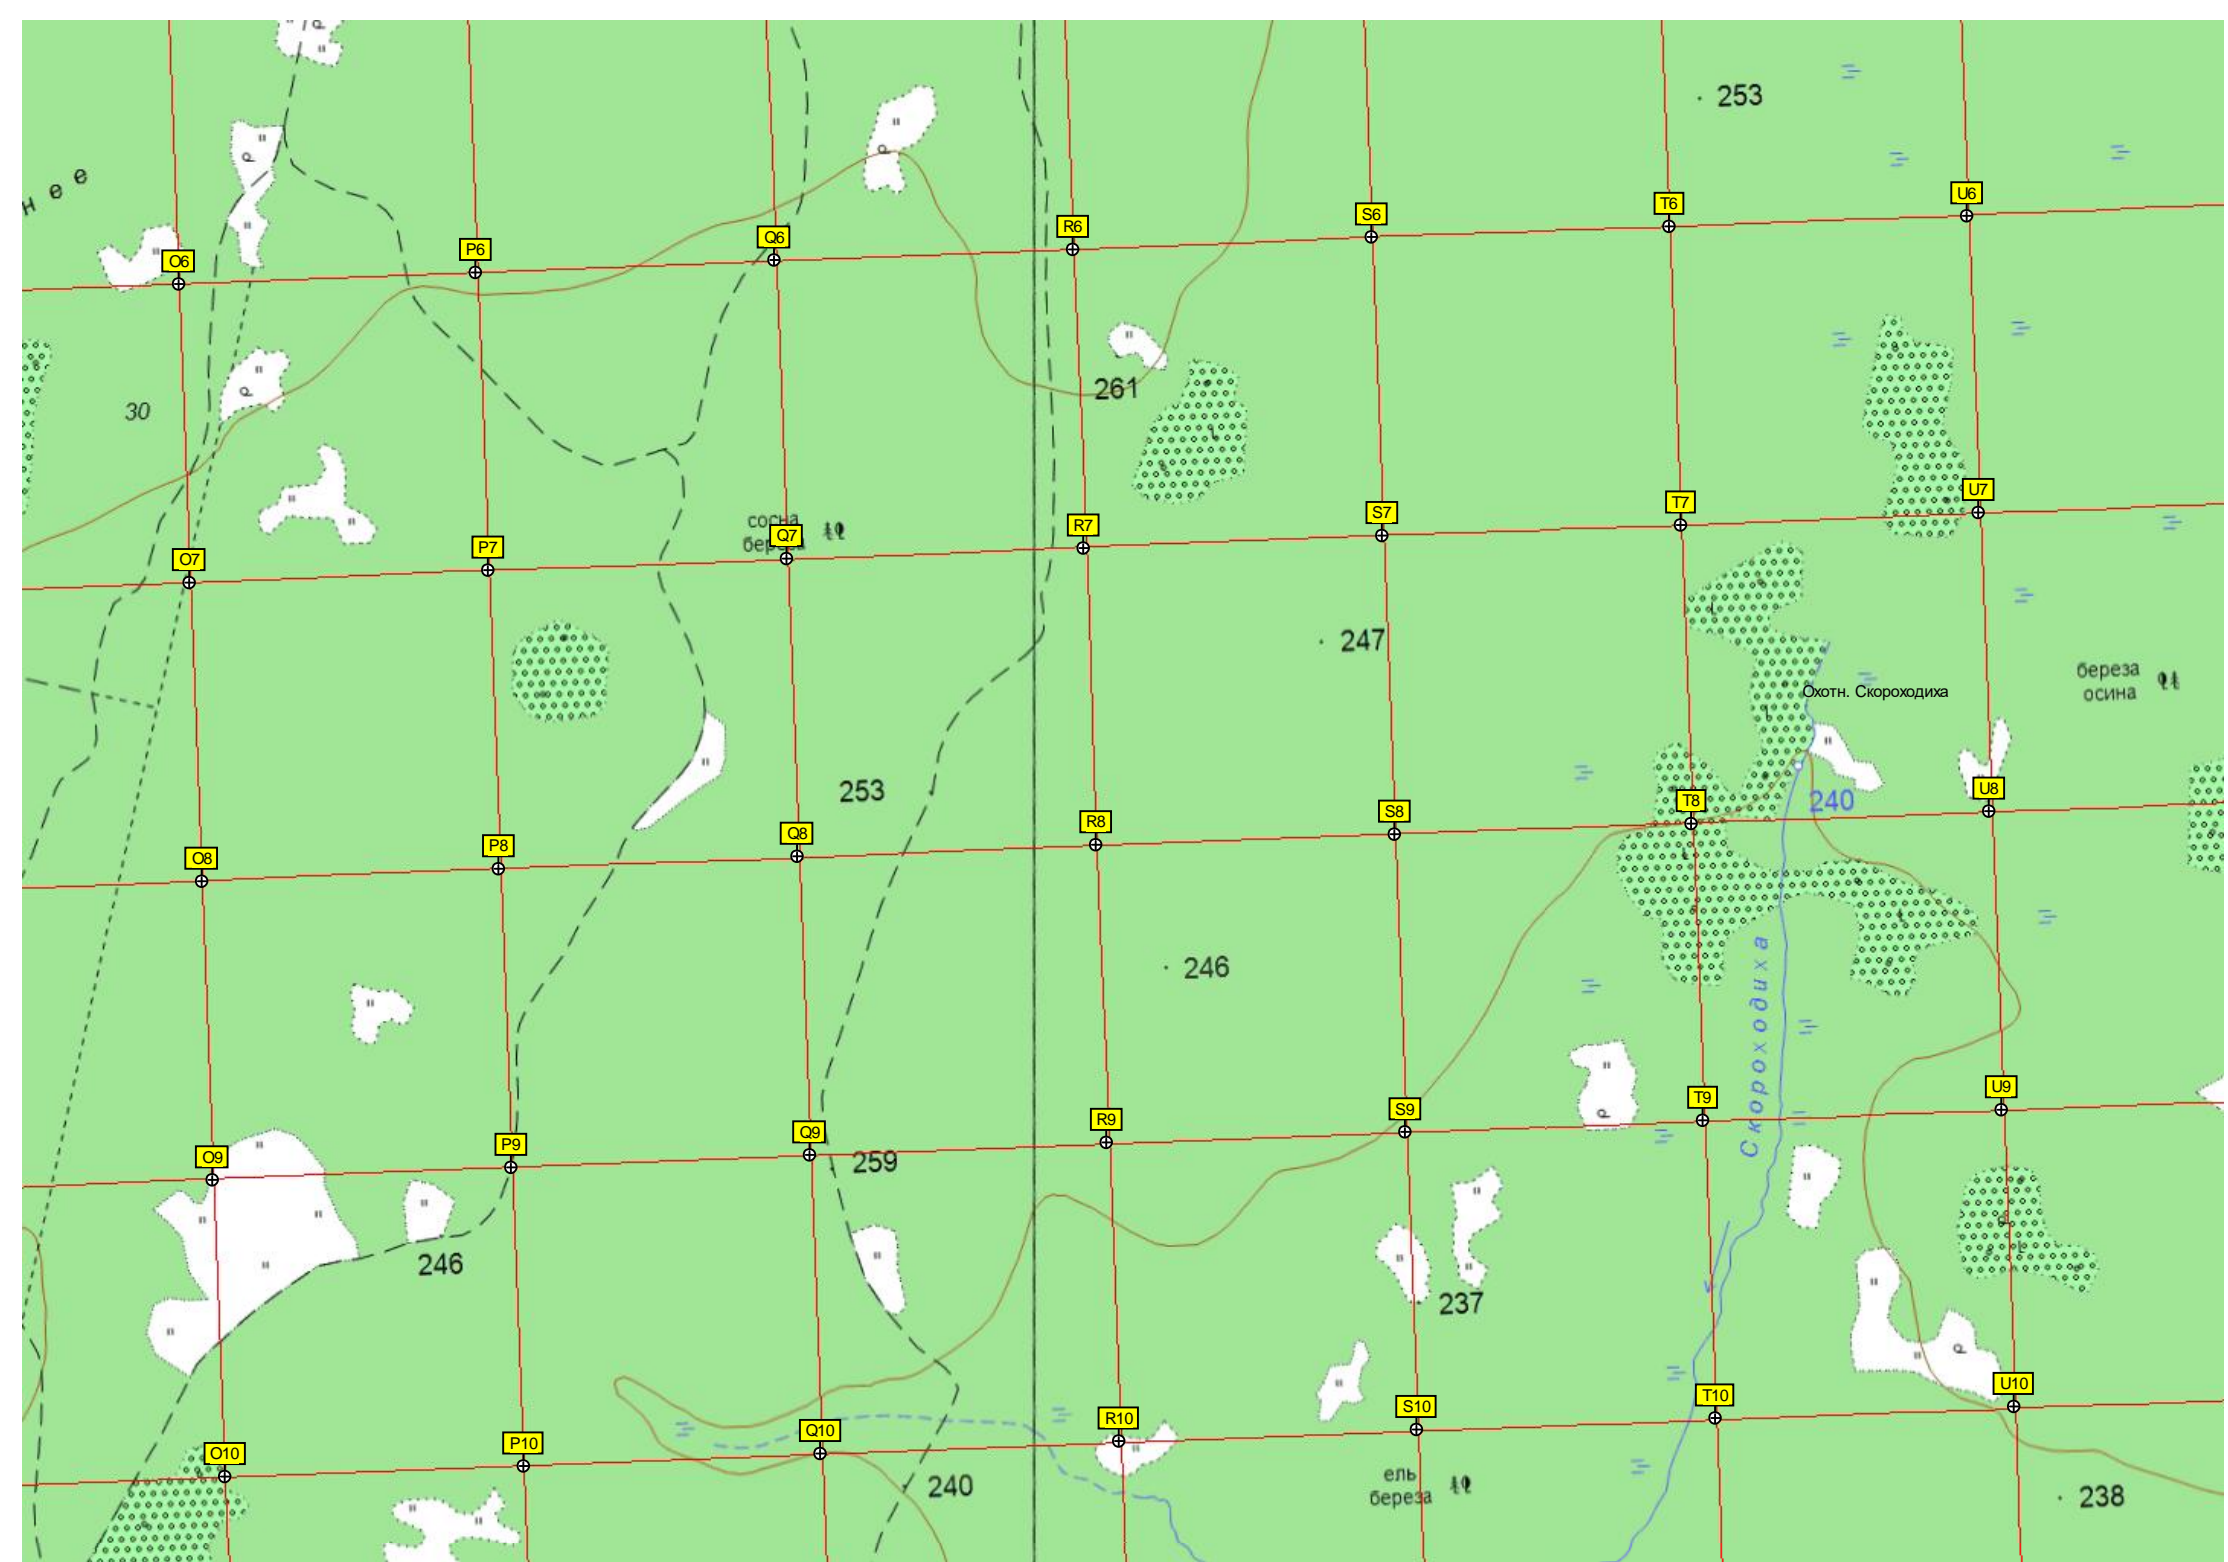 253
н е е
U6
T6
S6
R6
Q6
P6
O6
261
30
U7
T7
S7
R7
сосна
береза
Q7
P7
O7
247
береза
осина
Охотн. Скороходиха
253
240
U8
T8
S8
R8
Q8
P8
O8
246
Скороходиха
U9
T9
S9
R9
Q9
P9
O9
259
246
237
U10
T10
S10
R10
Q10
P10
O10
240
ель
береза
238